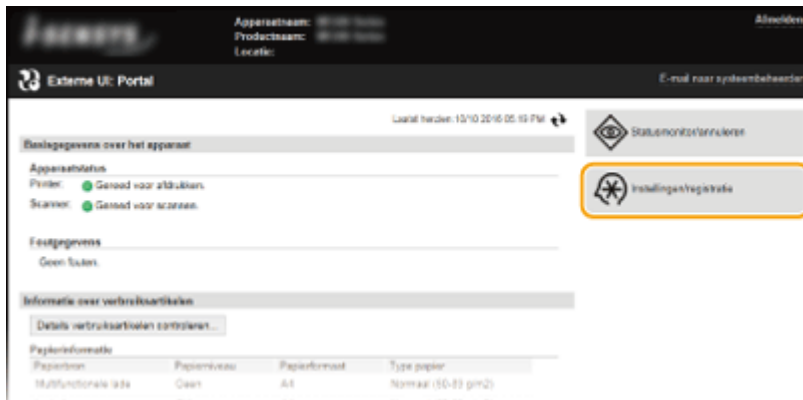 Apparaatnaam:
Productnaam:
Locatie:
Afmelden
Externe UI: Portal
E-mail naar systeembeheerder
Laatst herzien: 10/10 2016 05:19 PM
Basisgegevens over het apparaat
Statusmonitor/annuleren
Apparaatstatus
Printer: Gereed voor afdrukken.
Scanner: Gereed voor scannen.
Instellingen/registratie
Foutgegevens
Geen fouten.
Informatie over verbruiksartikelen
Details verbruiksartikelen controleren...
Papierinformatie
Papierbron Papierniveau Papierformaat Type papier
Multifunctionele lade Geen A4 Normaal (60-89 g/m2)